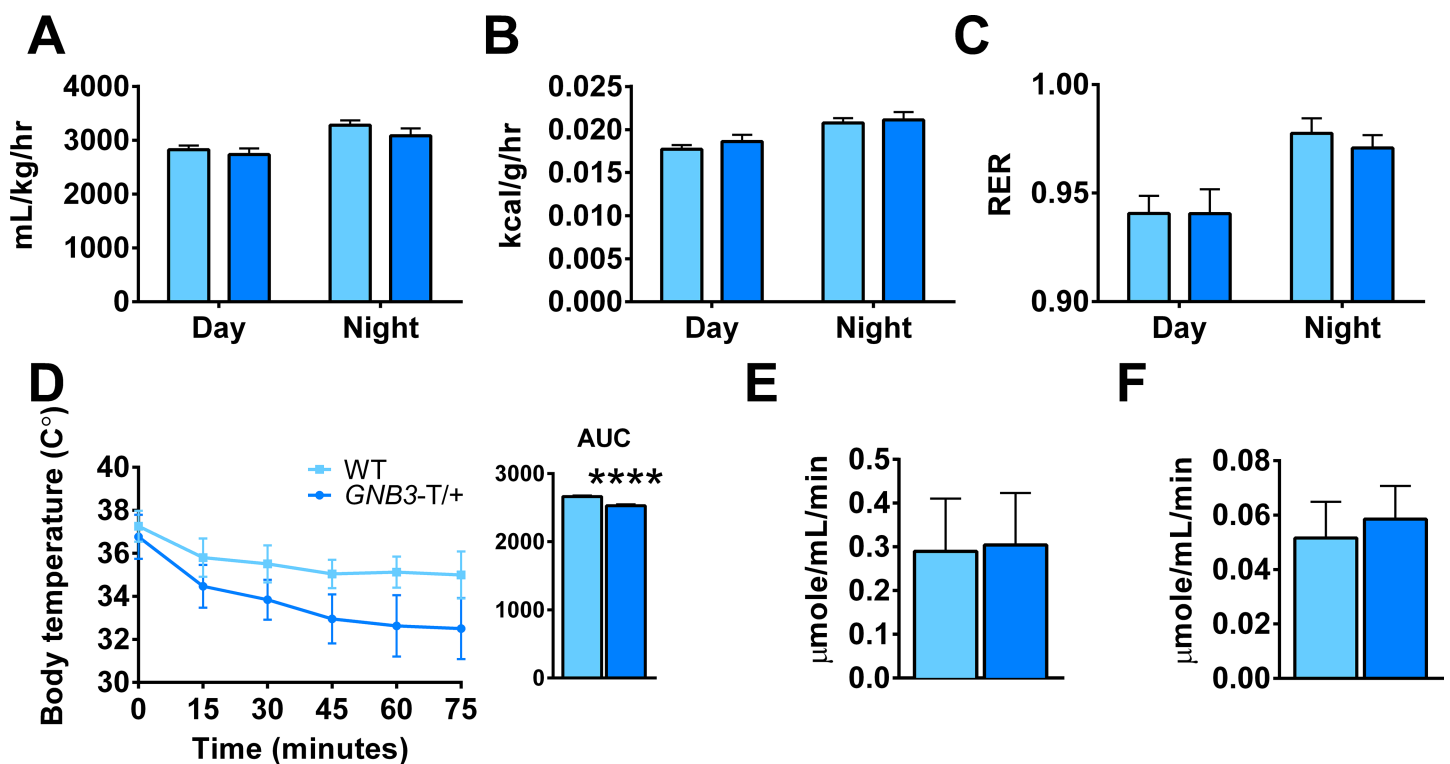 A
mL/kg/hr
4000
3000
2000
1000
0
Day Night
B
kcal/g/hr
0.025
0.020
0.015
0.010
0.005
0.000
Day Night
C
RER
1.00
0.95
0.90
Day Night
D
Body temperature (C°)
40
38
36
34
32
30
0 15 30 45 60 75
Time (minutes)
WT
GNB3-T/+
AUC
****
3000
2000
1000
0
E
μmole/mL/min
0.5
0.4
0.3
0.2
0.1
0.0
F
μmole/mL/min
0.08
0.06
0.04
0.02
0.00